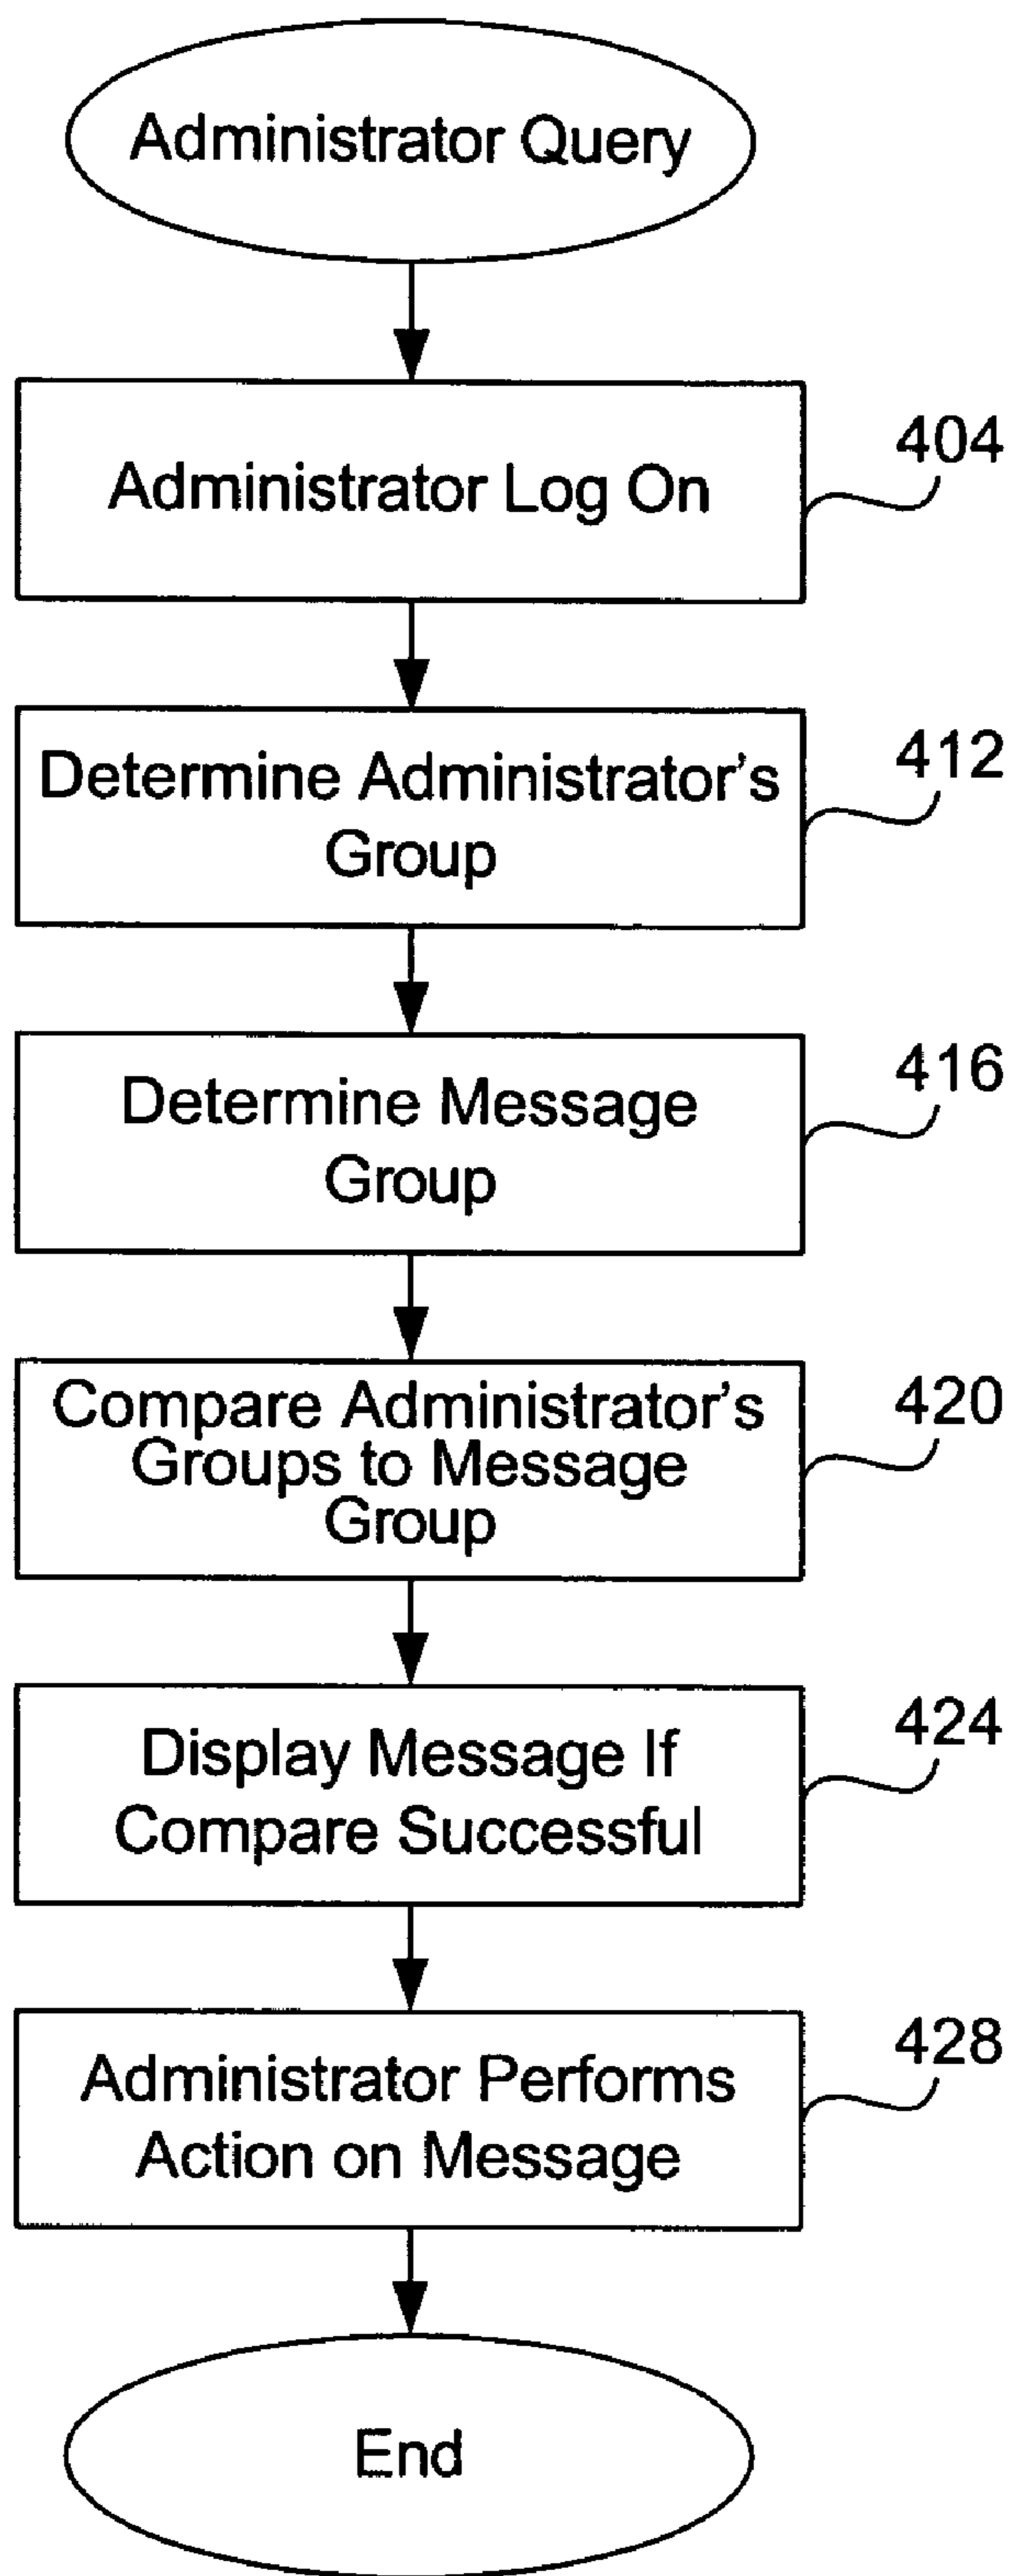 Administrator Query
Administrator Log On
404
Determine Administrator's
Group
412
Determine Message
Group
416
Compare Administrator's
Groups to Message
Group
420
Display Message If
Compare Successful
424
Administrator Performs
Action on Message
428
End